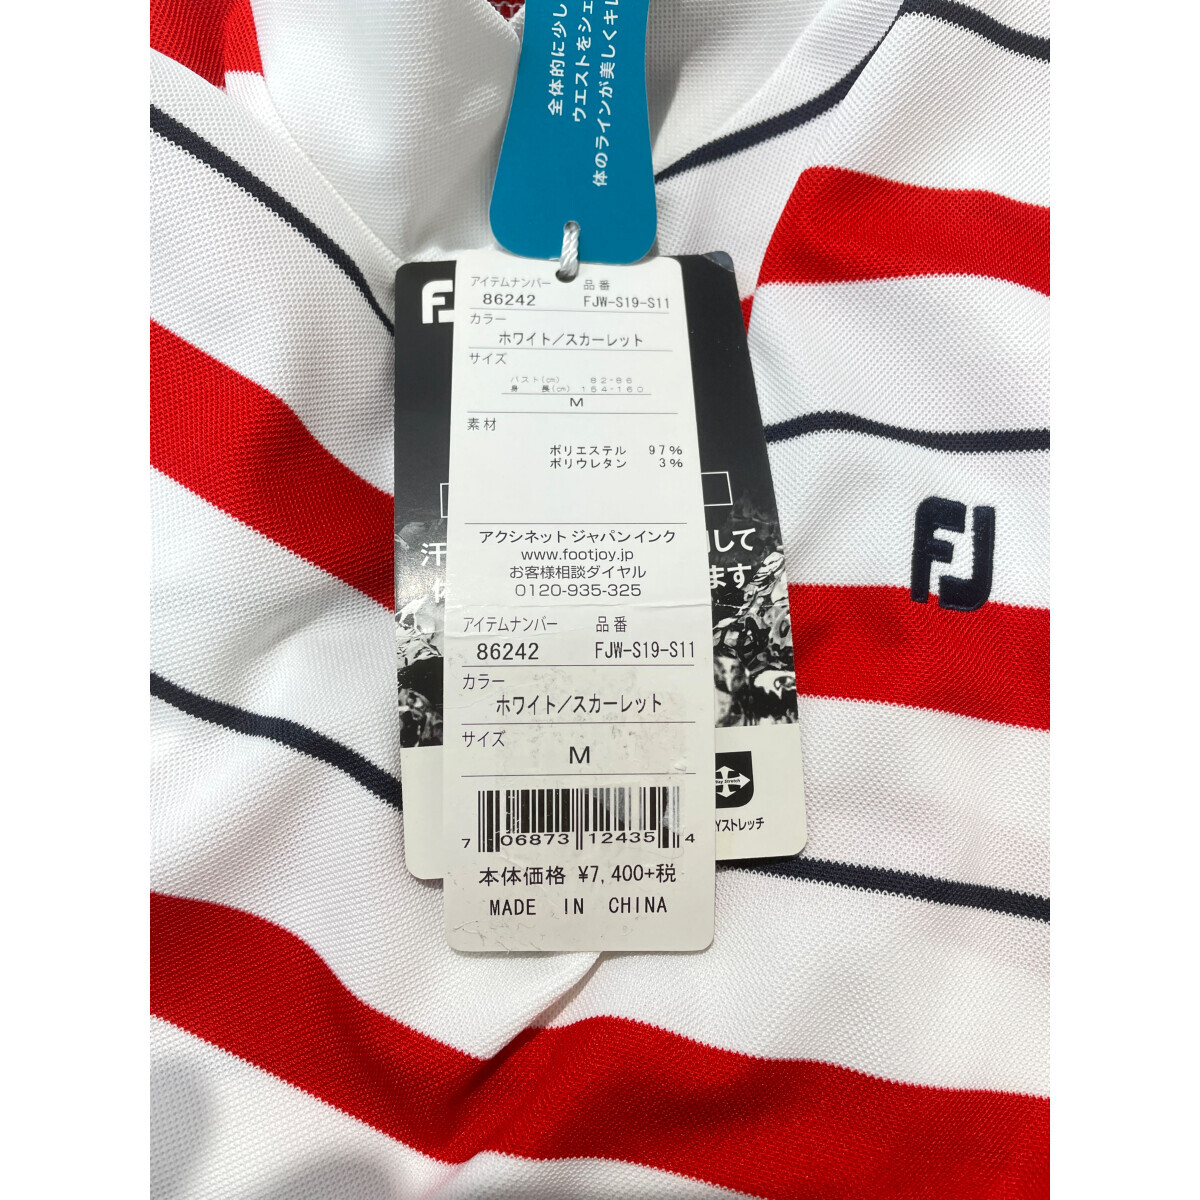 全体的に少し
ウエストをシェ
体のラインが美しくキレ
FJ
アイテムナンバー 品番
86242 FJW-S19-S11
カラー
ホワイト/スカーレット
サイズ
バスト(cm) 82-86
身 長(cm) 154-160
M
素材
ポリエステル 97%
ポリウレタン 3%
アクシネット ジャパン インク
www.footjoy.jp
お客様相談ダイヤル
0120-935-325
汗
して
ます
アイテムナンバー 品番
86242 FJW-S19-S11
カラー
ホワイト/スカーレット
サイズ
M
7 06873 12435 4
本体価格 ¥7,400+税
MADE IN CHINA
Yストレッチ
FJ